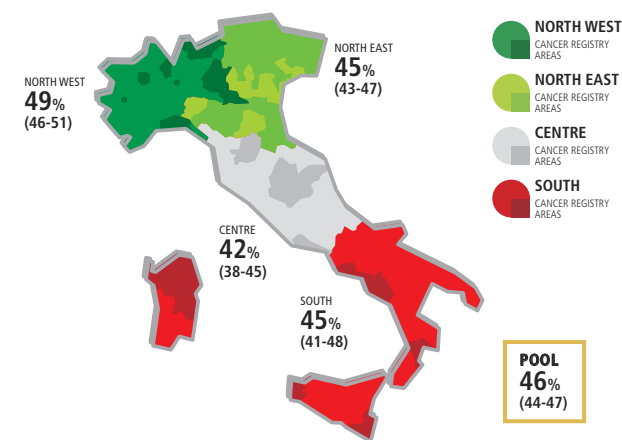 NORTH WEST
49%
(46-51)
NORTH EAST
45%
(43-47)
CENTRE
42%
(38-45)
SOUTH
45%
(41-48)
NORTH WEST
CANCER REGISTRY
AREAS
NORTH EAST
CANCER REGISTRY
AREAS
CENTRE
CANCER REGISTRY
AREAS
SOUTH
CANCER REGISTRY
AREAS
POOL
46%
(44-47)